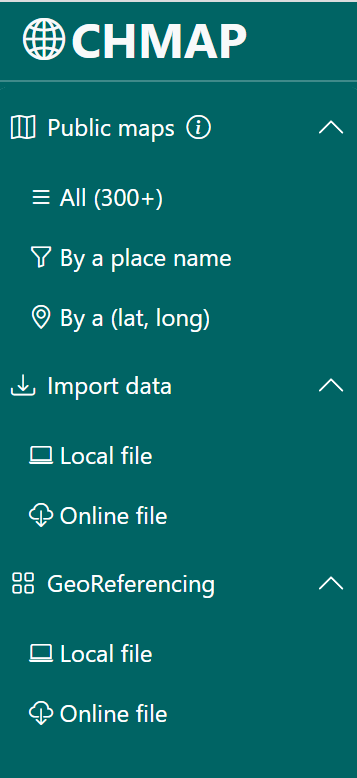 CHMAP
Public maps
All (300+)
By a place name
By a (lat, long)
Import data
Local file
Online file
GeoReferencing
Local file
Online file